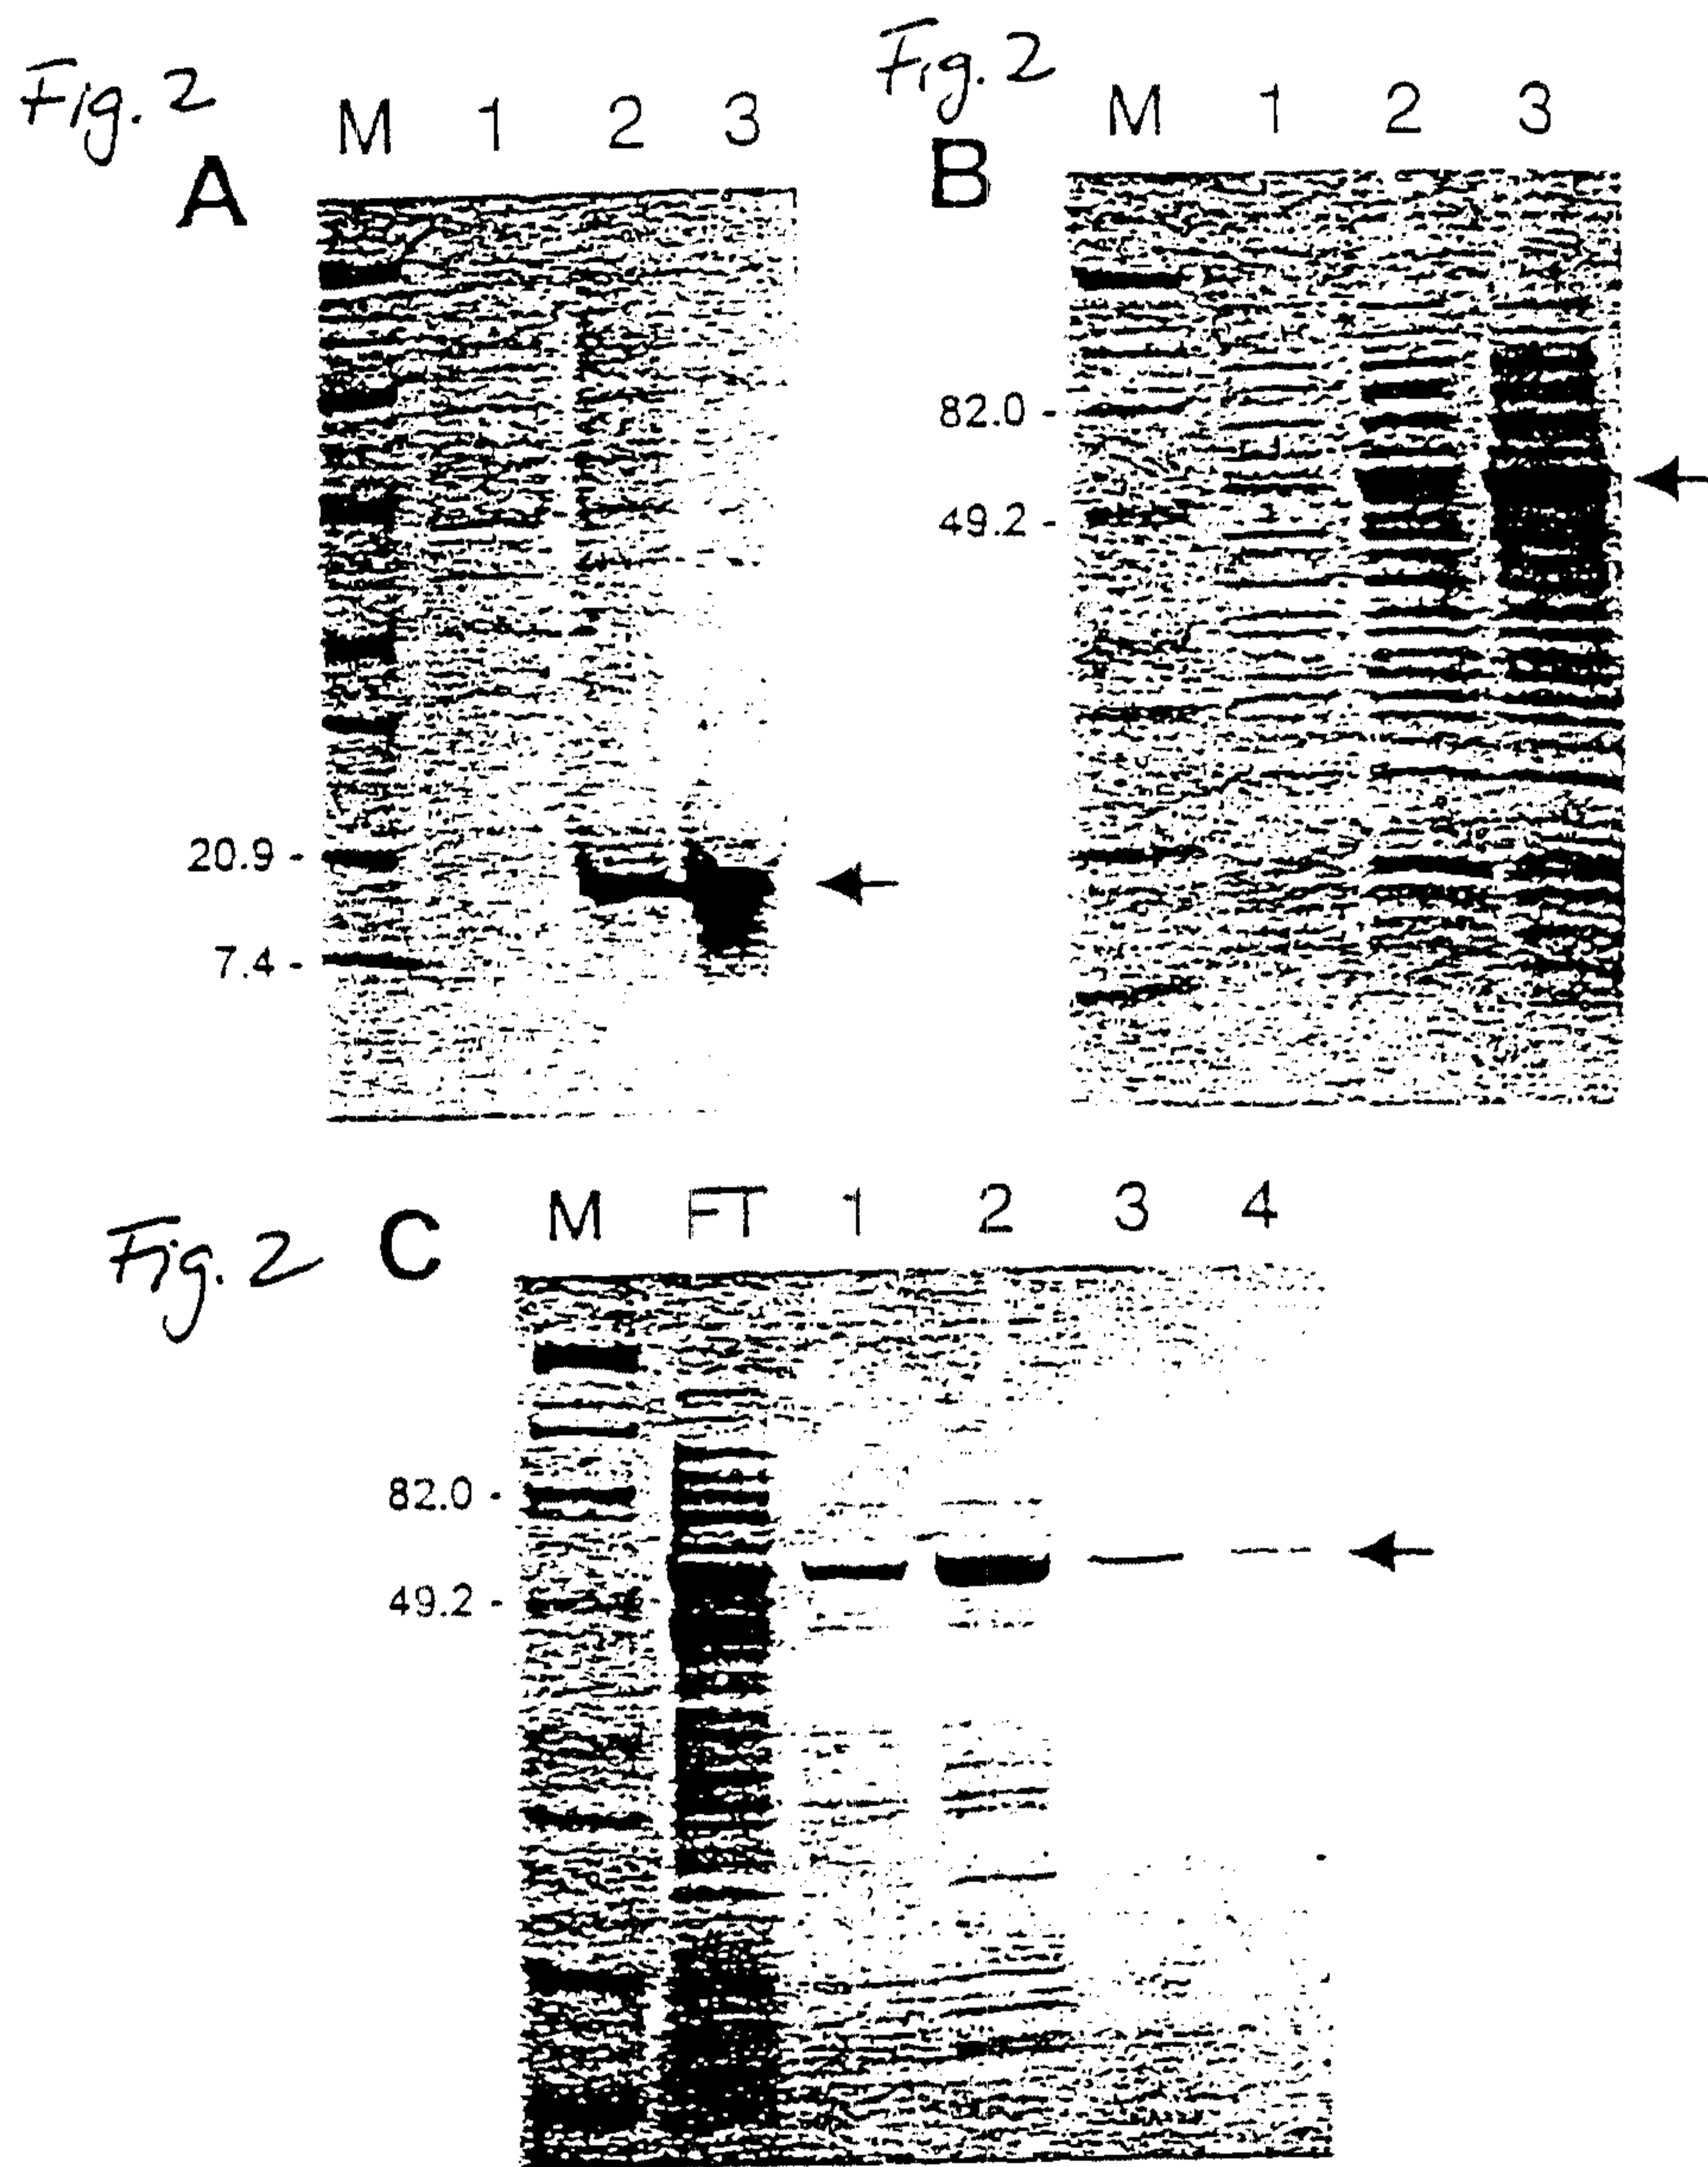 Fig. 2
A
M 1 2 3
20.9 -
7.4 -
Fig. 2
B
M 1 2 3
82.0 -
49.2 -
Fig. 2 C
M FT 1 2 3 4
82.0 -
49.2 -